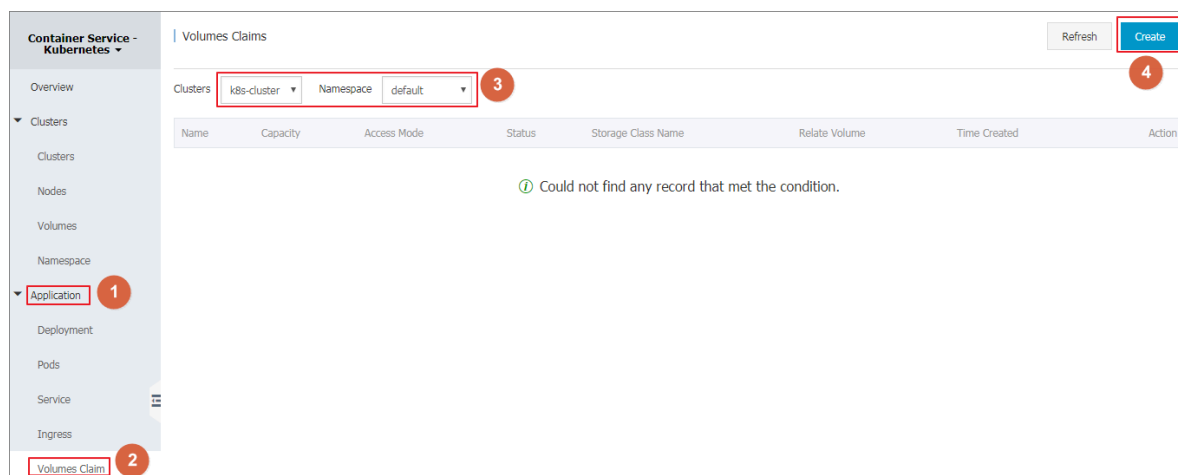 Container Service -
Kubernetes
Overview
Clusters
Clusters
Nodes
Volumes
Namespace
Application
1
Deployment
Pods
Service
Ingress
Volumes Claim
2
Volumes Claims
Refresh
Create
4
Clusters k8s-cluster Namespace default
3
Name Capacity Access Mode Status Storage Class Name Relate Volume Time Created Action
Could not find any record that met the condition.